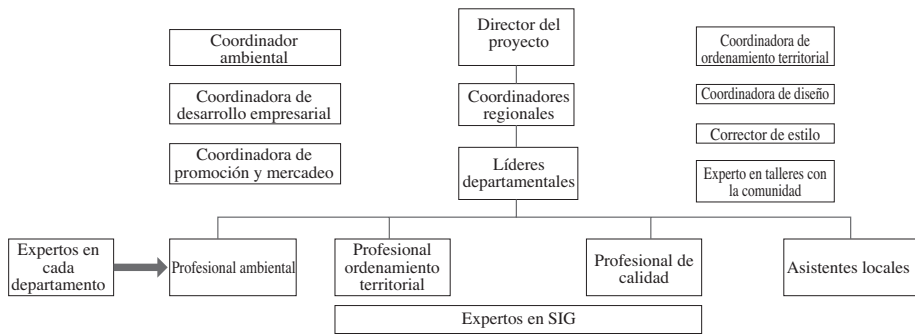 Coordinador
ambiental
Coordinadora de
desarrollo empresarial
Coordinadora de
promoción y mercadeo
Director del
proyecto
Coordinadores
regionales
Líderes
departamentales
Coordinadora de
ordenamiento territorial
Coordinadora de diseño
Corrector de estilo
Experto en talleres con
la comunidad
Expertos en
cada
departamento
Profesional ambiental
Profesional
ordenamiento
territorial
Profesional de
calidad
Asistentes locales
Expertos en SIG